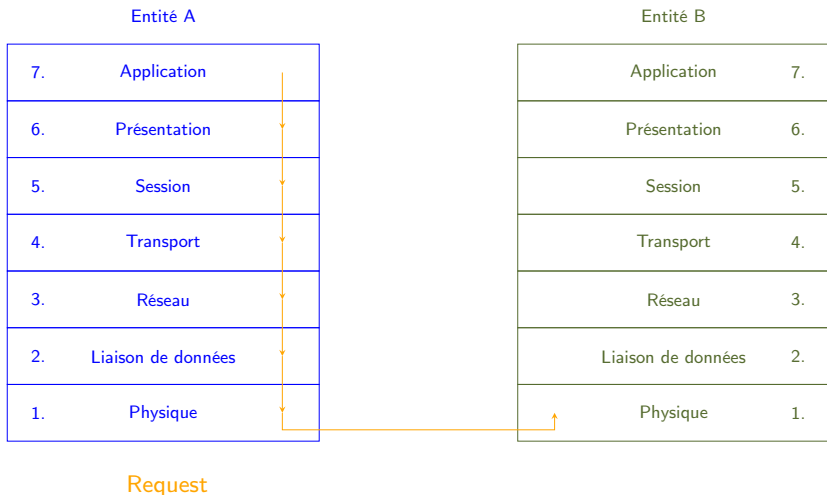 Entité A
Entité B
7. Application
Application 7.
6. Présentation
Présentation 6.
5. Session
Session 5.
4. Transport
Transport 4.
3. Réseau
Réseau 3.
2. Liaison de données
Liaison de données 2.
1. Physique
Physique 1.
Request